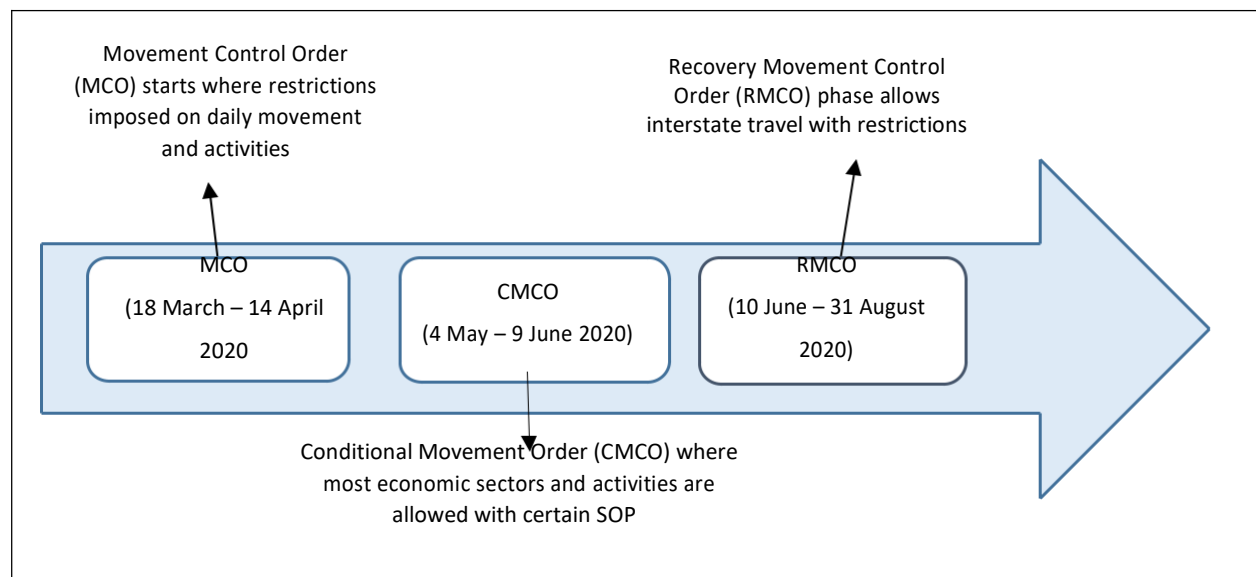 Movement Control Order
(MCO) starts where restrictions
imposed on daily movement
and activities
Recovery Movement Control
Order (RMCO) phase allows
interstate travel with restrictions
MCO
(18 March – 14 April
2020
CMCO
(4 May – 9 June 2020)
RMCO
(10 June – 31 August
2020)
Conditional Movement Order (CMCO) where
most economic sectors and activities are
allowed with certain SOP